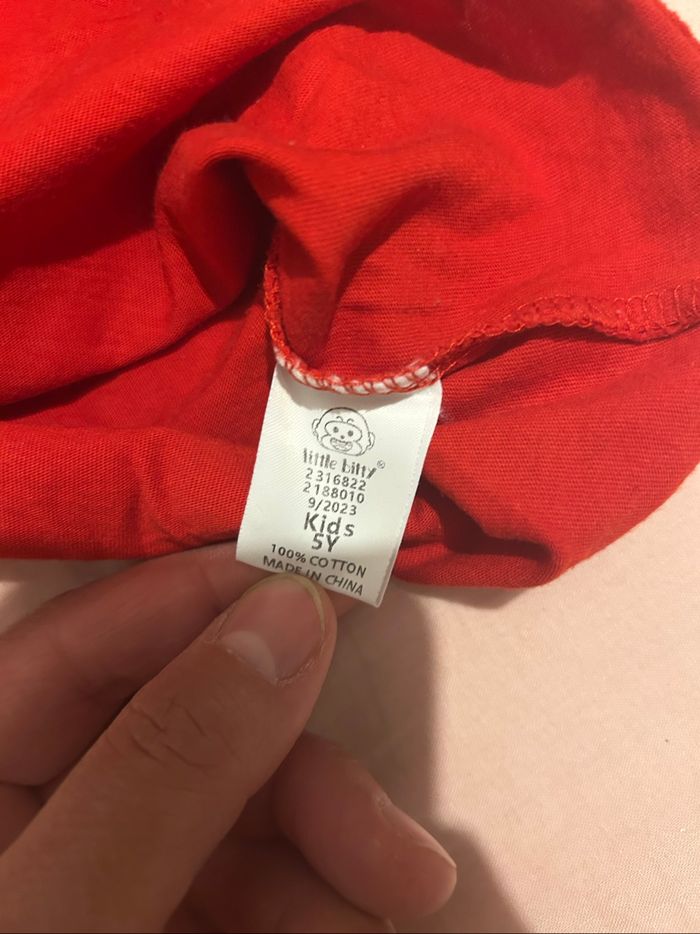 little bitty®
2316822
2188010
9/2023
Kids
5Y
100% COTTON
MADE IN CHINA